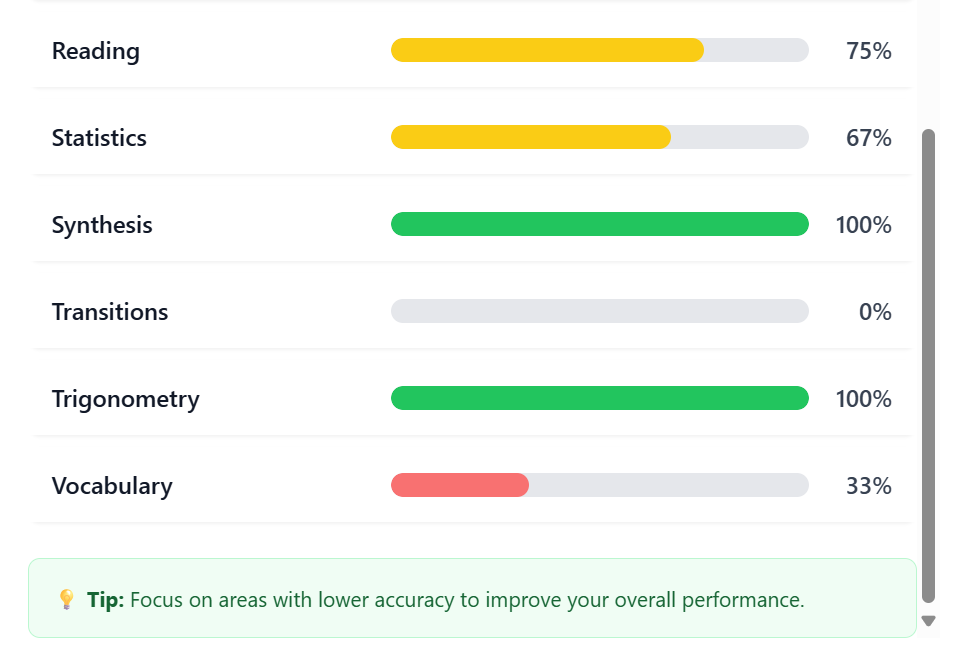 Reading 75%
Statistics 67%
Synthesis 100%
Transitions 0%
Trigonometry 100%
Vocabulary 33%
💡 Tip: Focus on areas with lower accuracy to improve your overall performance.